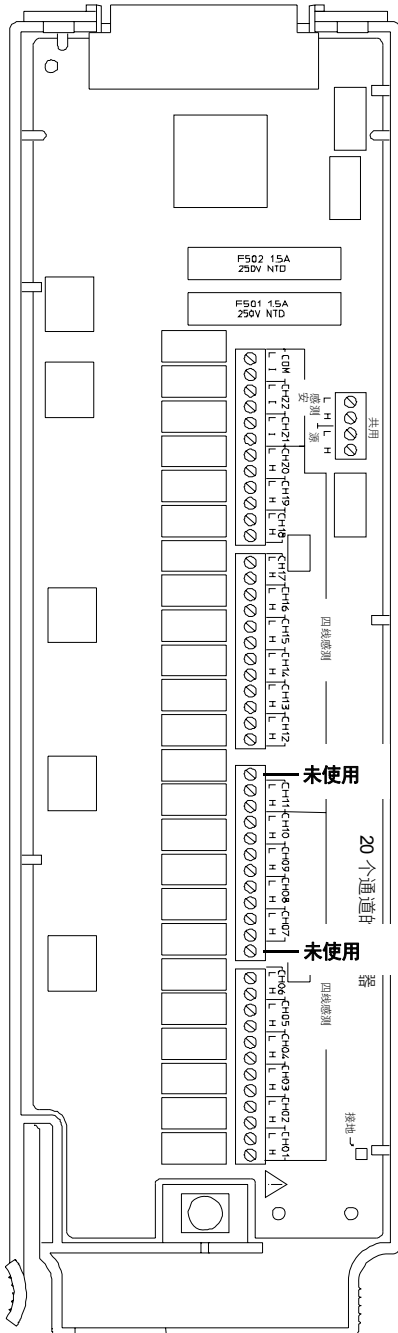 F502 1.5A
250V NTD
F501 1.5A
250V NTD
COM
L I
CH22
L I
CH21
L I
CH20
L H
CH19
L H
CH18
L H
安
感测
源
L H L H
共用
CH17
L H
CH16
L H
CH15
L H
CH14
L H
CH13
L H
CH12
L H
四线感测
未使用
CH11
L H
CH10
L H
CH09
L H
CH08
L H
CH07
L H
未使用
20 个通道的
器
CH06
L H
CH05
L H
CH04
L H
CH03
L H
CH02
L H
CH01
L H
四线感测
接地